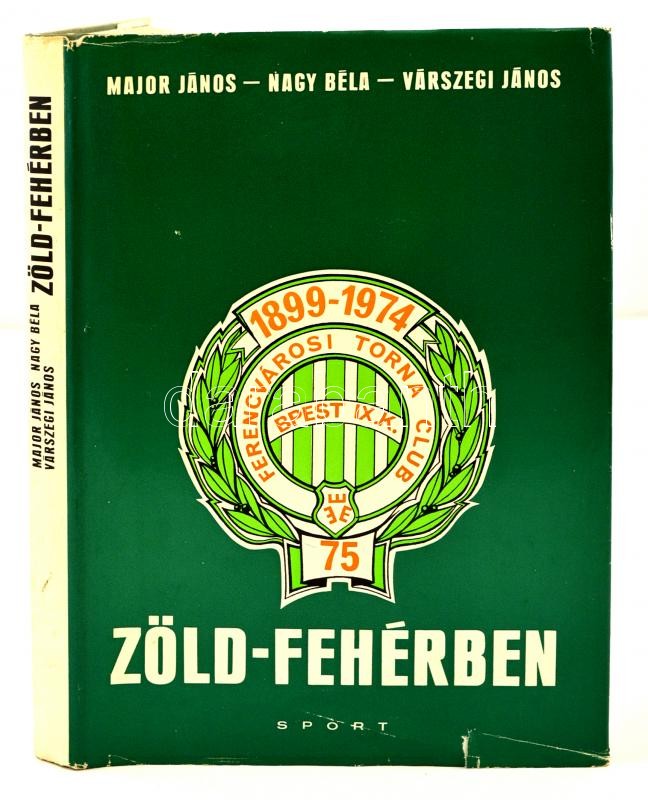 MAJOR JÁNOS – NAGY BÉLA – VÁRSZEGI JÁNOS
1899-1974
FERENCVÁROSI TORNA CLUB
BPEST IX.K.
EEE
75
ZÖLD-FEHÉRBEN
SPORT
MAJOR JÁNOS NAGY BÉLA
VÁRSZEGI JÁNOS
ZÖLD-FEHÉRBEN